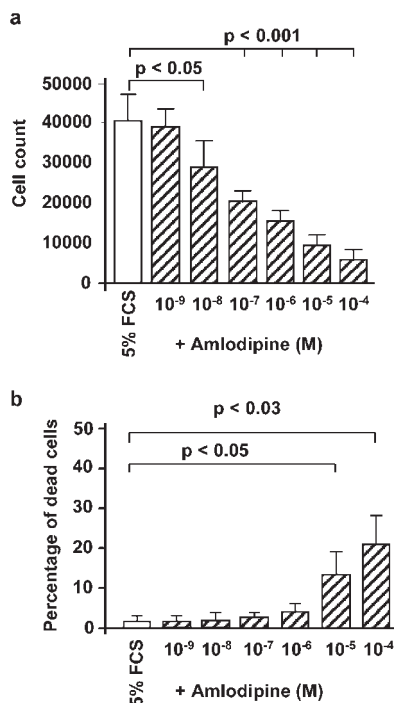 a
p < 0.001
p < 0.05
50000
40000
30000
20000
10000
0
Cell count
5% FCS
10-9 10-8 10-7 10-6 10-5 10-4
+ Amlodipine (M)
b
p < 0.03
p < 0.05
50
40
30
20
10
0
Percentage of dead cells
5% FCS
10-9 10-8 10-7 10-6 10-5 10-4
+ Amlodipine (M)